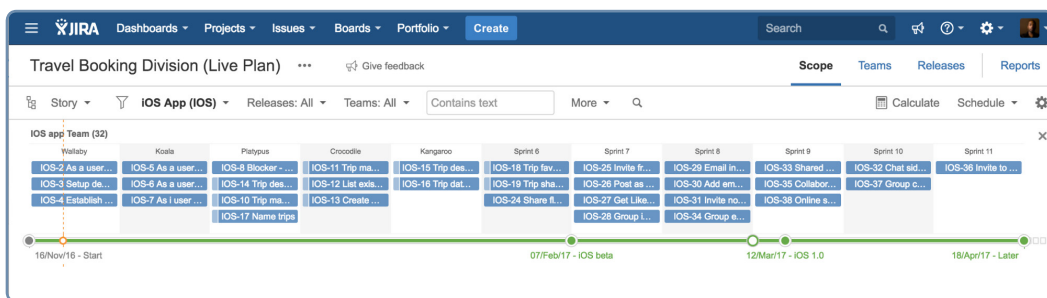 JIRA Dashboards Projects Issues Boards Portfolio Create Search
Travel Booking Division (Live Plan) Give feedback Scope Teams Releases Reports
Story iOS App (IOS) Releases: All Teams: All Contains text More Calculate Schedule
IOS app Team (32)
Wallaby Koala Platypus Crocodile Kangaroo Sprint 6 Sprint 7 Sprint 8 Sprint 9 Sprint 10 Sprint 11
IOS-2 As a user... IOS-5 As a user... IOS-8 Blocker - ... IOS-11 Trip ma... IOS-15 Trip des... IOS-18 Trip fav... IOS-25 Invite fr... IOS-29 Email in... IOS-33 Shared ... IOS-32 Chat sid... IOS-36 Invite to ...
IOS-3 Setup de... IOS-6 As a user... IOS-14 Trip des... IOS-12 List exis... IOS-16 Trip dat... IOS-19 Trip sha... IOS-26 Post as ... IOS-30 Add em... IOS-35 Collabor... IOS-37 Group c...
IOS-4 Establish ... IOS-7 As i user ... IOS-10 Trip ma... IOS-13 Create ... IOS-24 Share fl... IOS-27 Get Like... IOS-31 Invite no... IOS-38 Online s...
IOS-17 Name trips IOS-28 Group i... IOS-34 Group e...
16/Nov/16 - Start 07/Feb/17 - iOS beta 12/Mar/17 - iOS 1.0 18/Apr/17 - Later